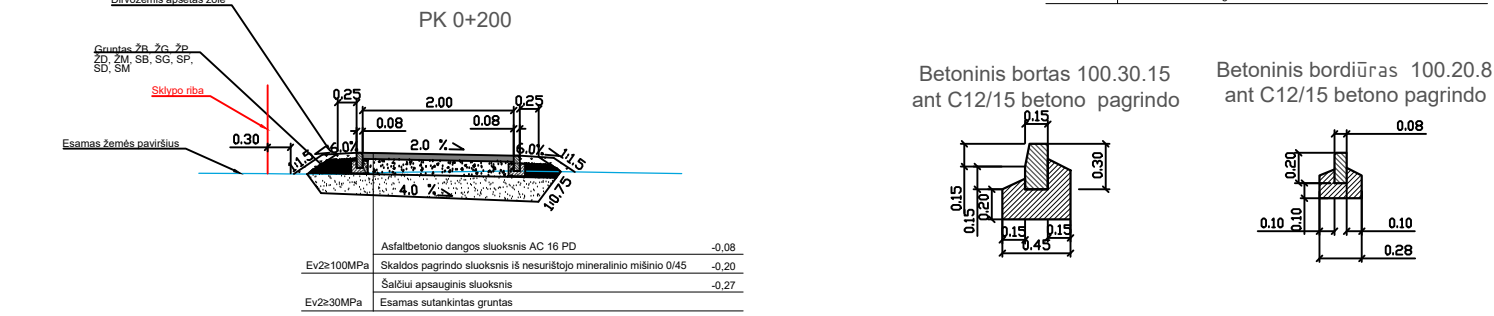 Dirvožemis apsėtas žole
PK 0+200
Gruntas ŽB, ŽG, ŽP,
ŽD, ŽM, SB, SG, SP,
SD, SM
Sklypo riba
Esamas žemės paviršius
0.30
0.25
2.00
0.25
0.08
0.08
1:1.5
6.0%
2.0 %
6.0%
1:1.5
4.0 %
1:0.75
Asfaltbetonio dangos sluoksnis AC 16 PD -0,08
Ev2≥100MPa Skaldos pagrindo sluoksnis iš nesurištojo mineralinio mišinio 0/45 -0,20
Šalčiui apsauginis sluoksnis -0,27
Ev2≥30MPa Esamas sutankintas gruntas
Betoninis bortas 100.30.15
ant C12/15 betono pagrindo
0.15
0.30
0.15
0.15
0.20
0.15
0.15
0.45
Betoninis bordiūras 100.20.8
ant C12/15 betono pagrindo
0.08
0.20
0.10
0.10
0.10
0.28